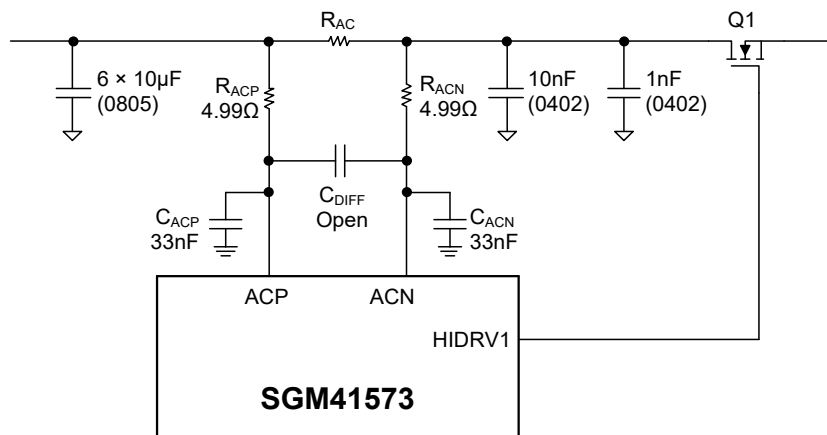 R_AC
Q1
6 × 10µF
(0805)
R_ACP
4.99Ω
R_ACN
4.99Ω
10nF
(0402)
1nF
(0402)
C_DIFF
Open
C_ACP
33nF
C_ACN
33nF
ACP
ACN
HIDRV1
SGM41573